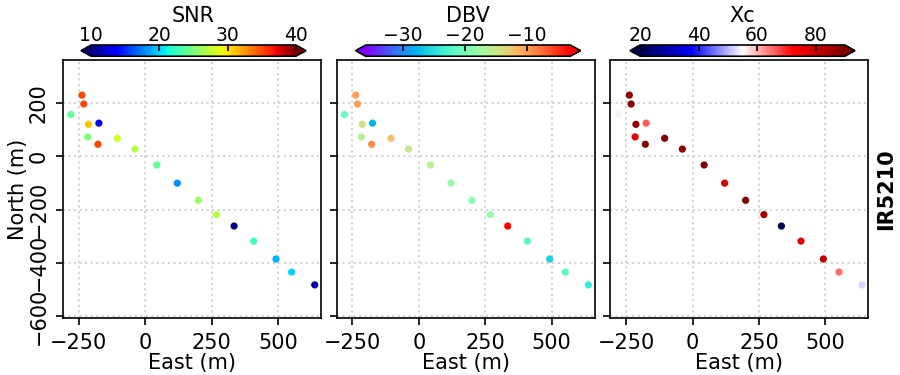 SNR DBV Xc
10 20 30 40 −30 −20 −10 20 40 60 80
200
0
−200
−400
−600
North (m)
IR5210
−250 0 250 500 −250 0 250 500 −250 0 250 500
East (m) East (m) East (m)